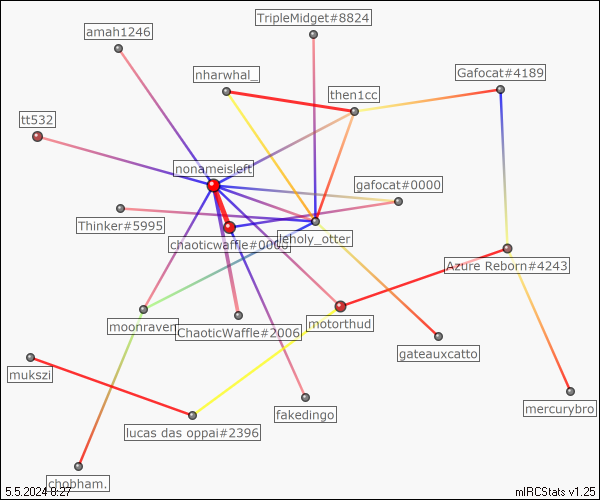 TripleMidget#8824
amah1246
nharwhal_
Gafocat#4189
then1cc
tt532
nonameisleft
gafocat#0000
Thinker#5995
chaoticwaffle#0
leholy_otter
Azure Reborn#4243
moonraven
ChaoticWaffle#2006
motorthud
gateauxcatto
mukszi
fakedingo
mercurybro
lucas das oppai#2396
chobham.
5.5.2024 8:27
mIRCStats v1.25